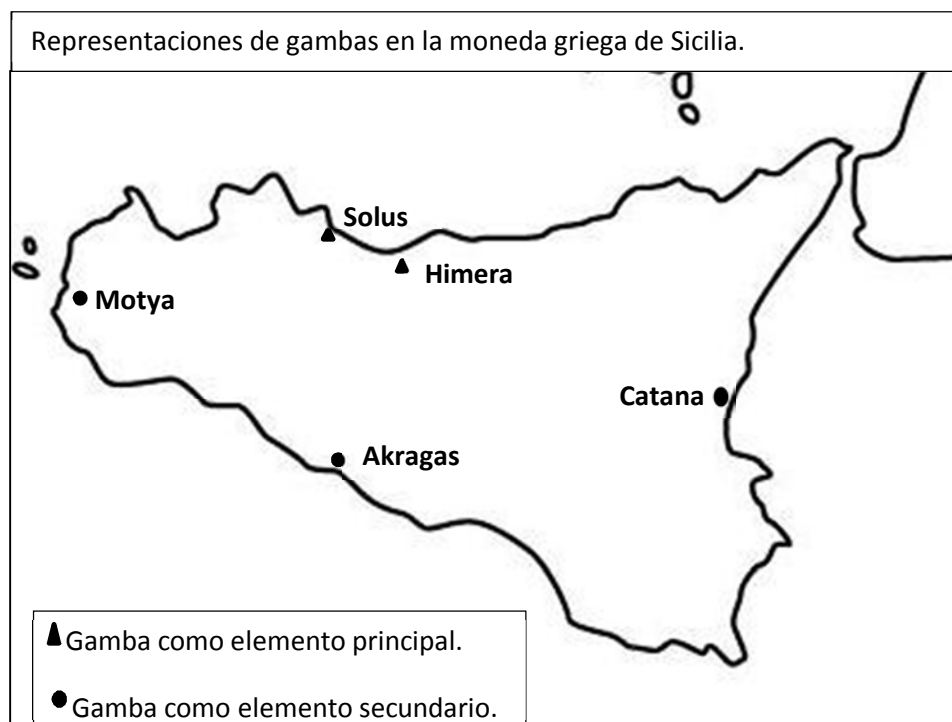 Representaciones de gambas en la moneda griega de Sicilia.
Solus
Himera
Motya
Catana
Akragas
Gamba como elemento principal.
Gamba como elemento secundario.